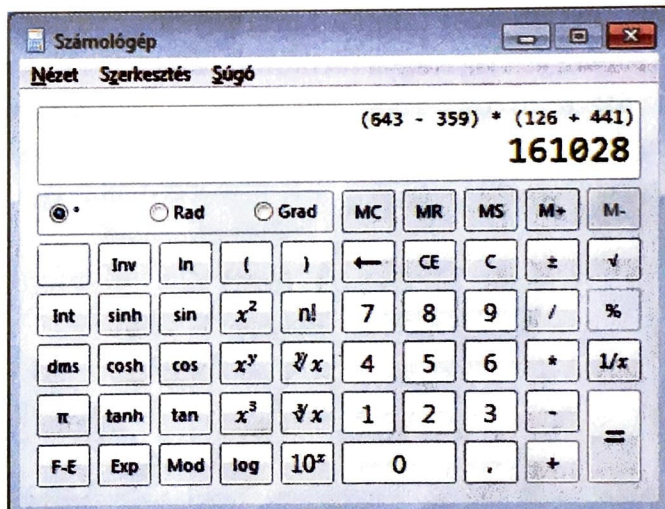 Számológép
Nézet Szerkesztés Súgó
(643 - 359) * (126 + 441)
161028
° Rad Grad MC MR MS M+ M-
Inv ln ( ) ← CE C ± √
Int sinh sin x² n! 7 8 9 / %
dms cosh cos xʸ ʸ√x 4 5 6 * 1/x
π tanh tan x³ ³√x 1 2 3 -
F-E Exp Mod log 10ˣ 0 , + =